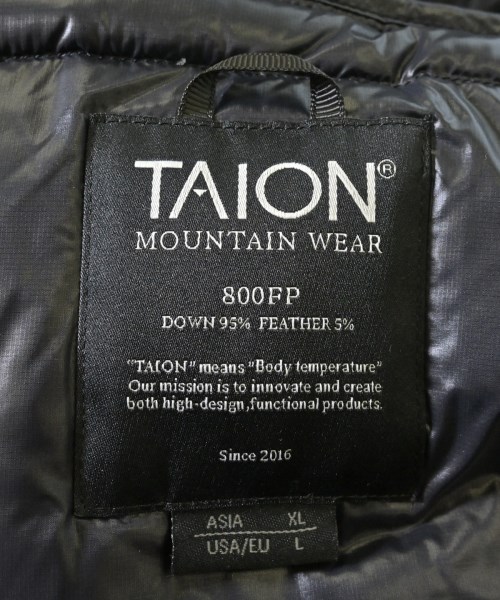 TAION®
MOUNTAIN WEAR
800FP
DOWN 95% FEATHER 5%
"TAION" means "Body temperature"
Our mission is to innovate and create
both high-design,functional products.
Since 2016
ASIA XL
USA/EU L